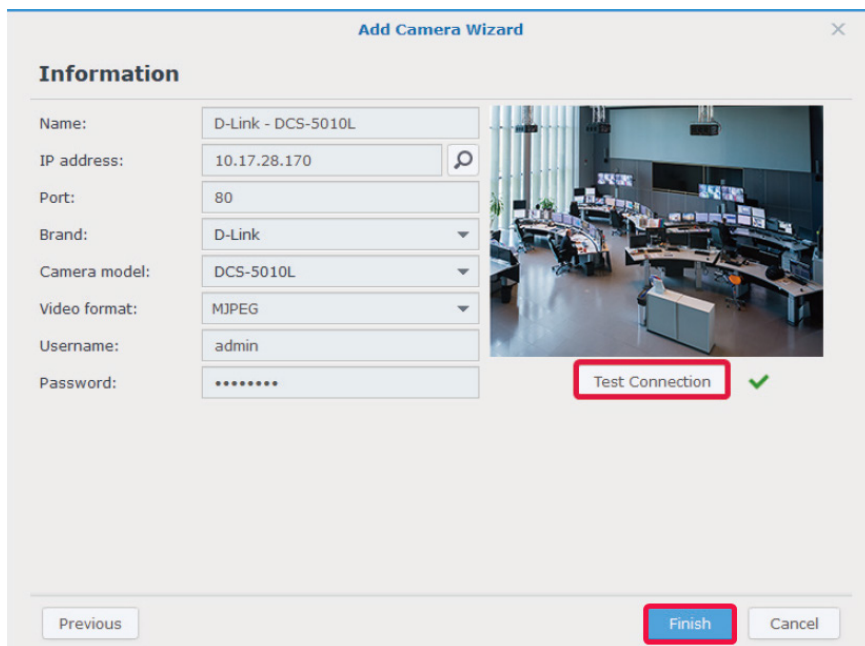 Add Camera Wizard
Information
Name: D-Link - DCS-5010L
IP address: 10.17.28.170
Port: 80
Brand: D-Link
Camera model: DCS-5010L
Video format: MJPEG
Username: admin
Password: ••••••••
Test Connection
Previous Finish Cancel